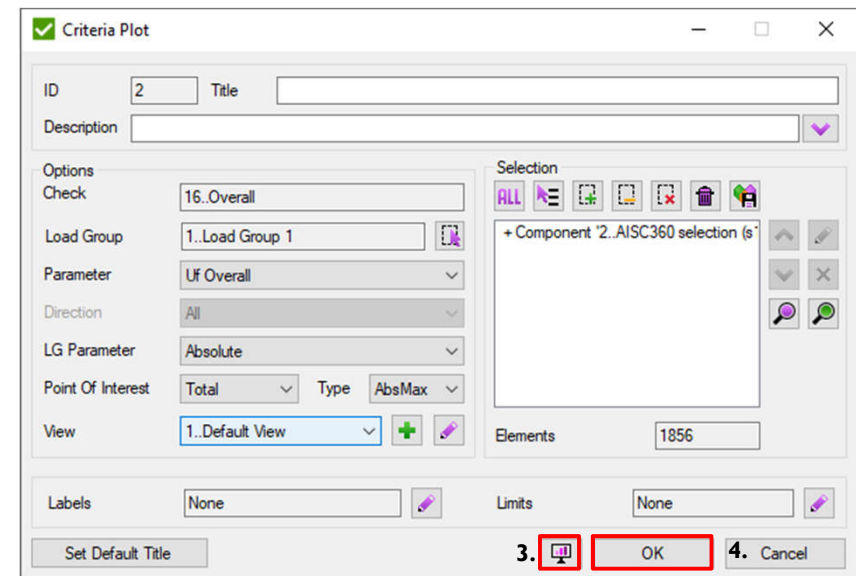 Criteria Plot
ID 2 Title
Description
Options
Check 16..Overall
Load Group 1..Load Group 1
Parameter Uf Overall
Direction All
LG Parameter Absolute
Point Of Interest Total Type AbsMax
View 1..Default View
Selection
ALL
+ Component '2..AISC360 selection (s
Elements 1856
Labels None Limits None
Set Default Title 3. OK 4. Cancel